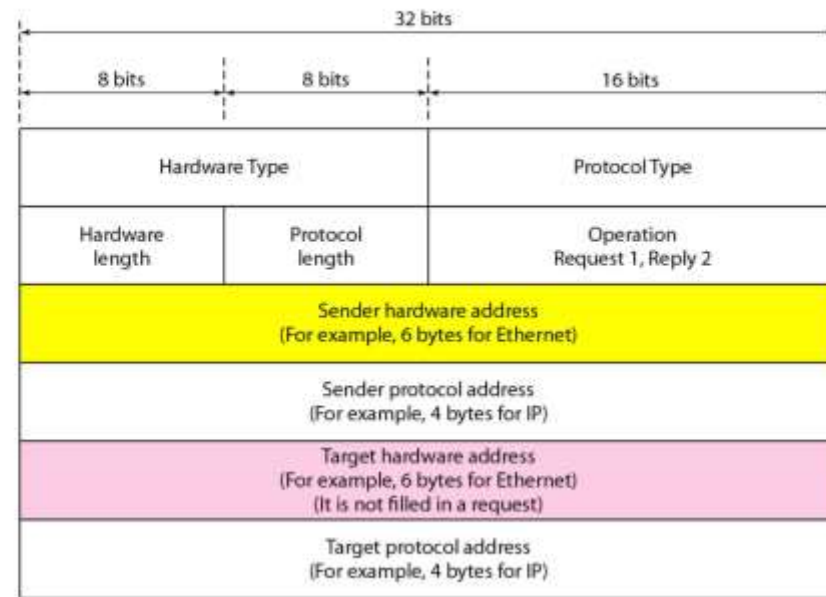 32 bits
8 bits
8 bits
16 bits
Hardware Type
Protocol Type
Hardware
length
Protocol
length
Operation
Request 1, Reply 2
Sender hardware address
(For example, 6 bytes for Ethernet)
Sender protocol address
(For example, 4 bytes for IP)
Target hardware address
(For example, 6 bytes for Ethernet)
(It is not filled in a request)
Target protocol address
(For example, 4 bytes for IP)